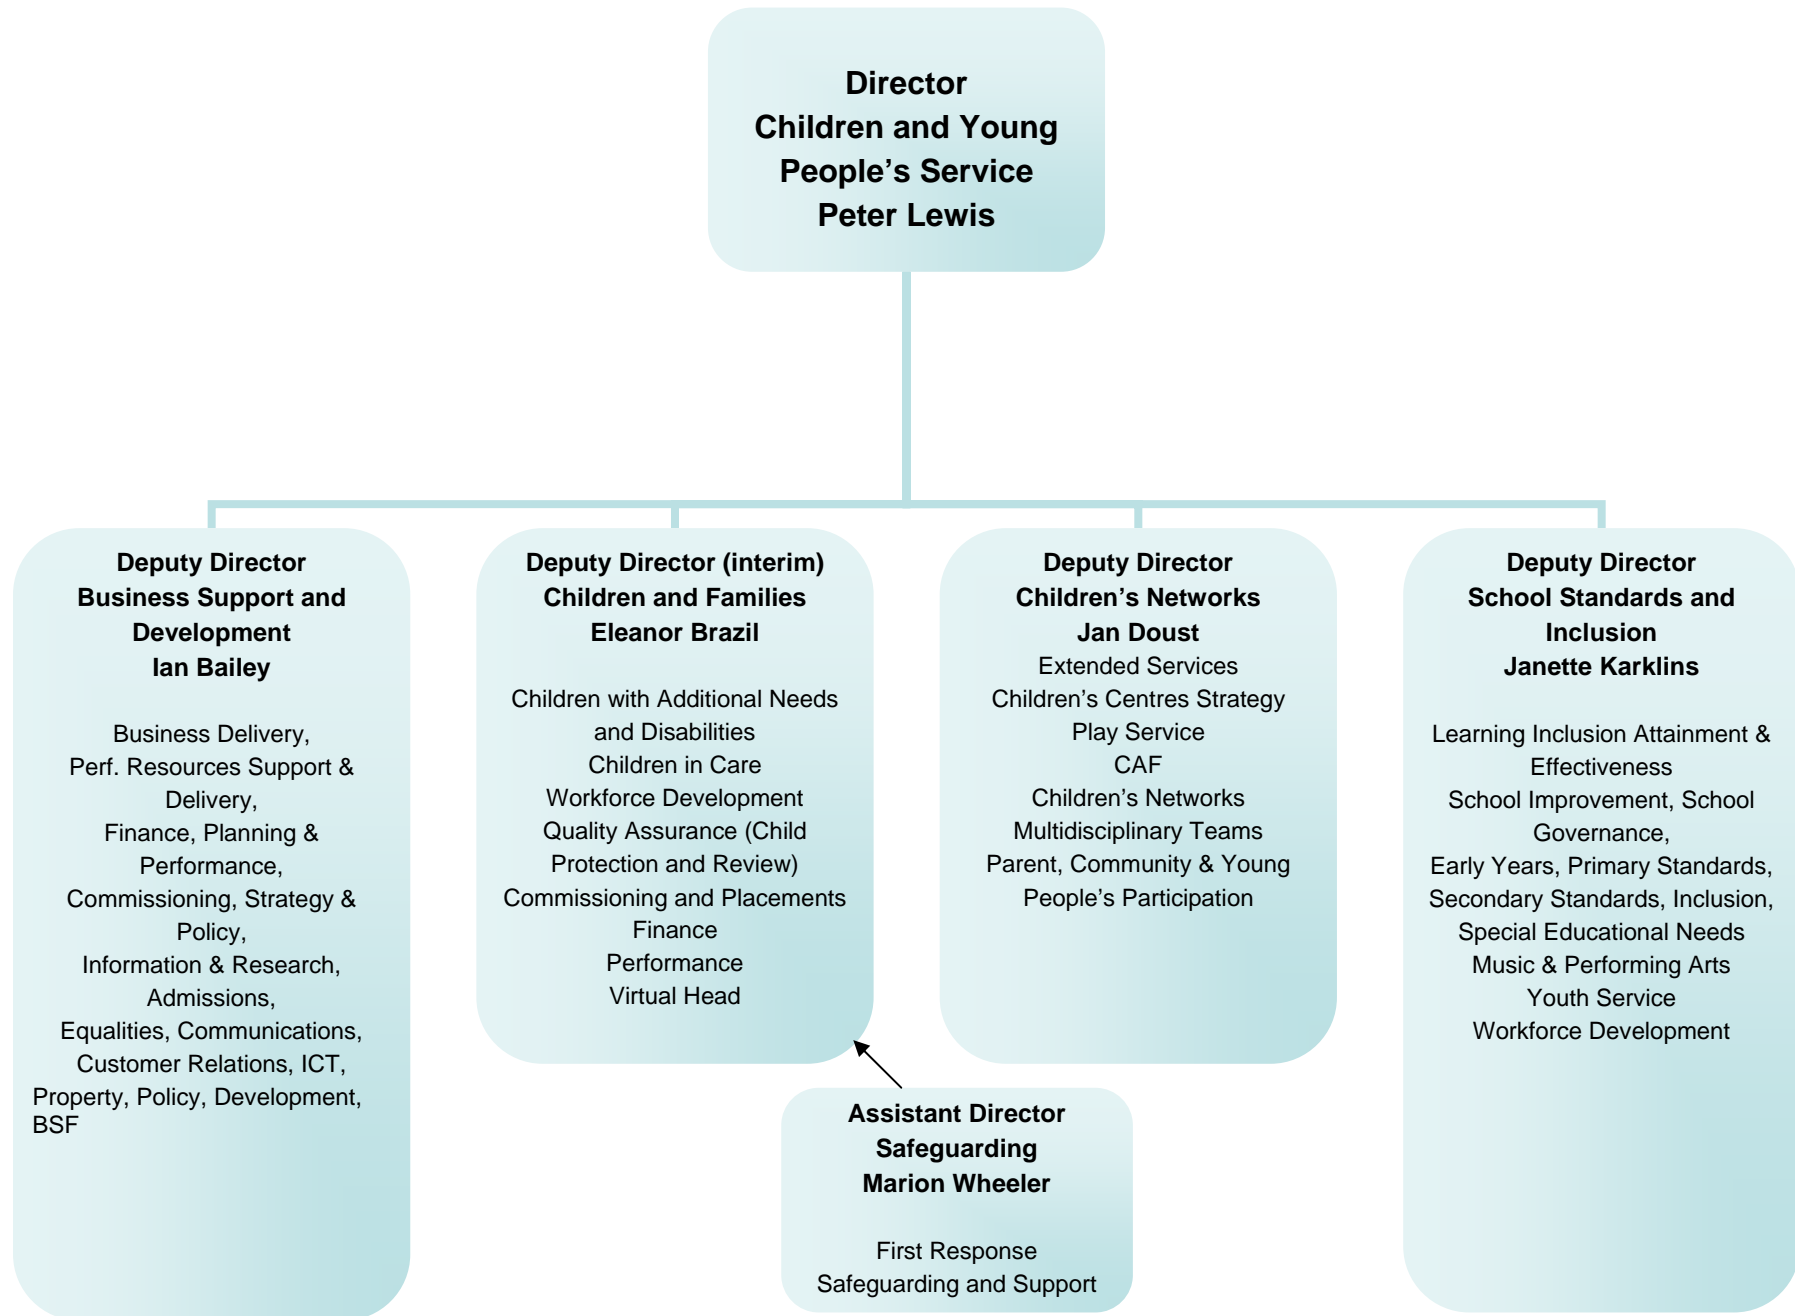 Director
Children and Young
People’s Service
Peter Lewis
Deputy Director
Business Support and
Development
Ian Bailey
Business Delivery,
Perf. Resources Support &
Delivery,
Finance, Planning &
Performance,
Commissioning, Strategy &
Policy,
Information & Research,
Admissions,
Equalities, Communications,
Customer Relations, ICT,
Property, Policy, Development,
BSF
Deputy Director (interim)
Children and Families
Eleanor Brazil
Children with Additional Needs
and Disabilities
Children in Care
Workforce Development
Quality Assurance (Child
Protection and Review)
Commissioning and Placements
Finance
Performance
Virtual Head
Deputy Director
Children’s Networks
Jan Doust
Extended Services
Children’s Centres Strategy
Play Service
CAF
Children’s Networks
Multidisciplinary Teams
Parent, Community & Young
People’s Participation
Deputy Director
School Standards and
Inclusion
Janette Karklins
Learning Inclusion Attainment &
Effectiveness
School Improvement, School
Governance,
Early Years, Primary Standards,
Secondary Standards, Inclusion,
Special Educational Needs
Music & Performing Arts
Youth Service
Workforce Development
Assistant Director
Safeguarding
Marion Wheeler
First Response
Safeguarding and Support